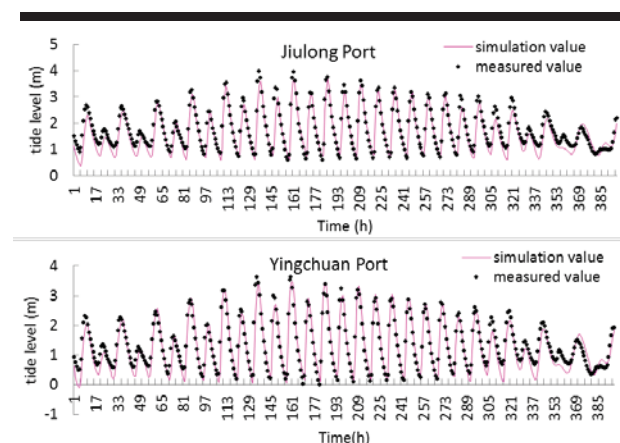 Jiulong Port
simulation value
measured value
tide level (m)
5
4
3
2
1
0
1 17 33 49 65 81 97 113 129 145 161 177 193 209 225 241 257 273 289 305 321 337 353 369 385
Time (h)
Yingchuan Port
simulation value
measured value
tide level (m)
4
3
2
1
0
-1
1 17 33 49 65 81 97 113 129 145 161 177 193 209 225 241 257 273 289 305 321 337 353 369 385
Time(h)